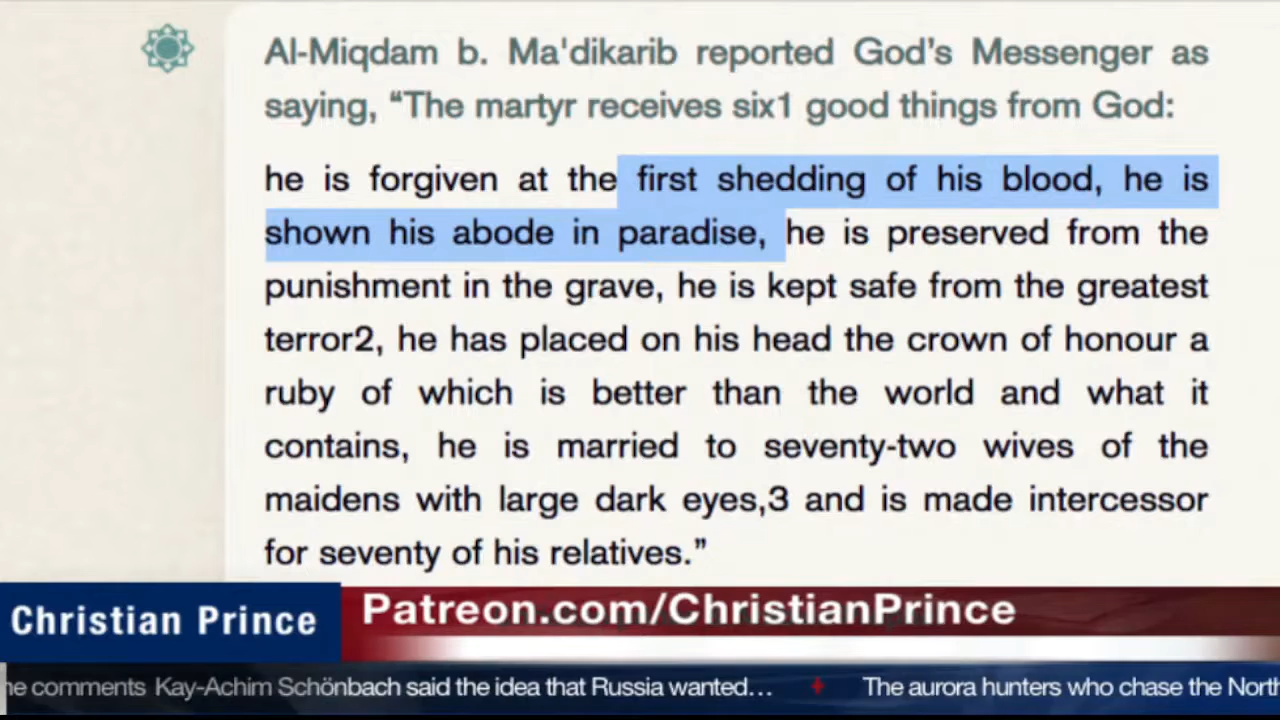 Al-Miqdam b. Ma'dikarib reported God’s Messenger as
saying, “The martyr receives six1 good things from God:
he is forgiven at the first shedding of his blood, he is
shown his abode in paradise, he is preserved from the
punishment in the grave, he is kept safe from the greatest
terror2, he has placed on his head the crown of honour a
ruby of which is better than the world and what it
contains, he is married to seventy-two wives of the
maidens with large dark eyes,3 and is made intercessor
for seventy of his relatives.”
Christian Prince
Patreon.com/ChristianPrince
comments Kay-Achim Schönbach said the idea that Russia wanted... The aurora hunters who chase the